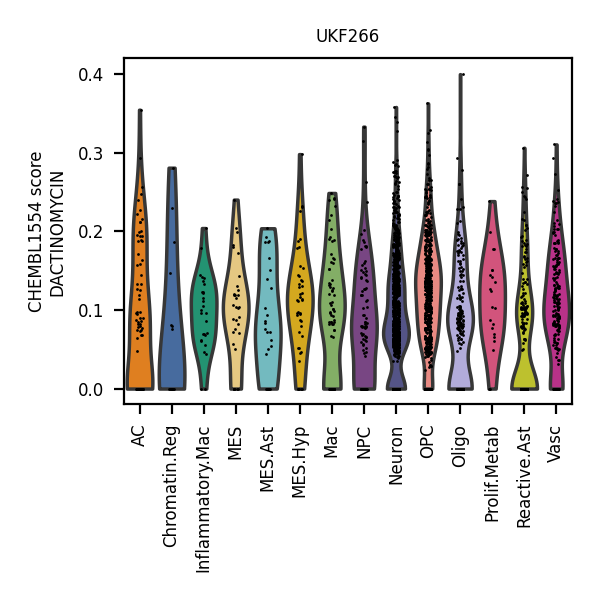 UKF266
CHEMBL1554 score
DACTINOMYCIN
0.4
0.3
0.2
0.1
0.0
AC
Chromatin.Reg
Inflammatory.Mac
MES
MES.Ast
MES.Hyp
Mac
NPC
Neuron
OPC
Oligo
Prolif.Metab
Reactive.Ast
Vasc